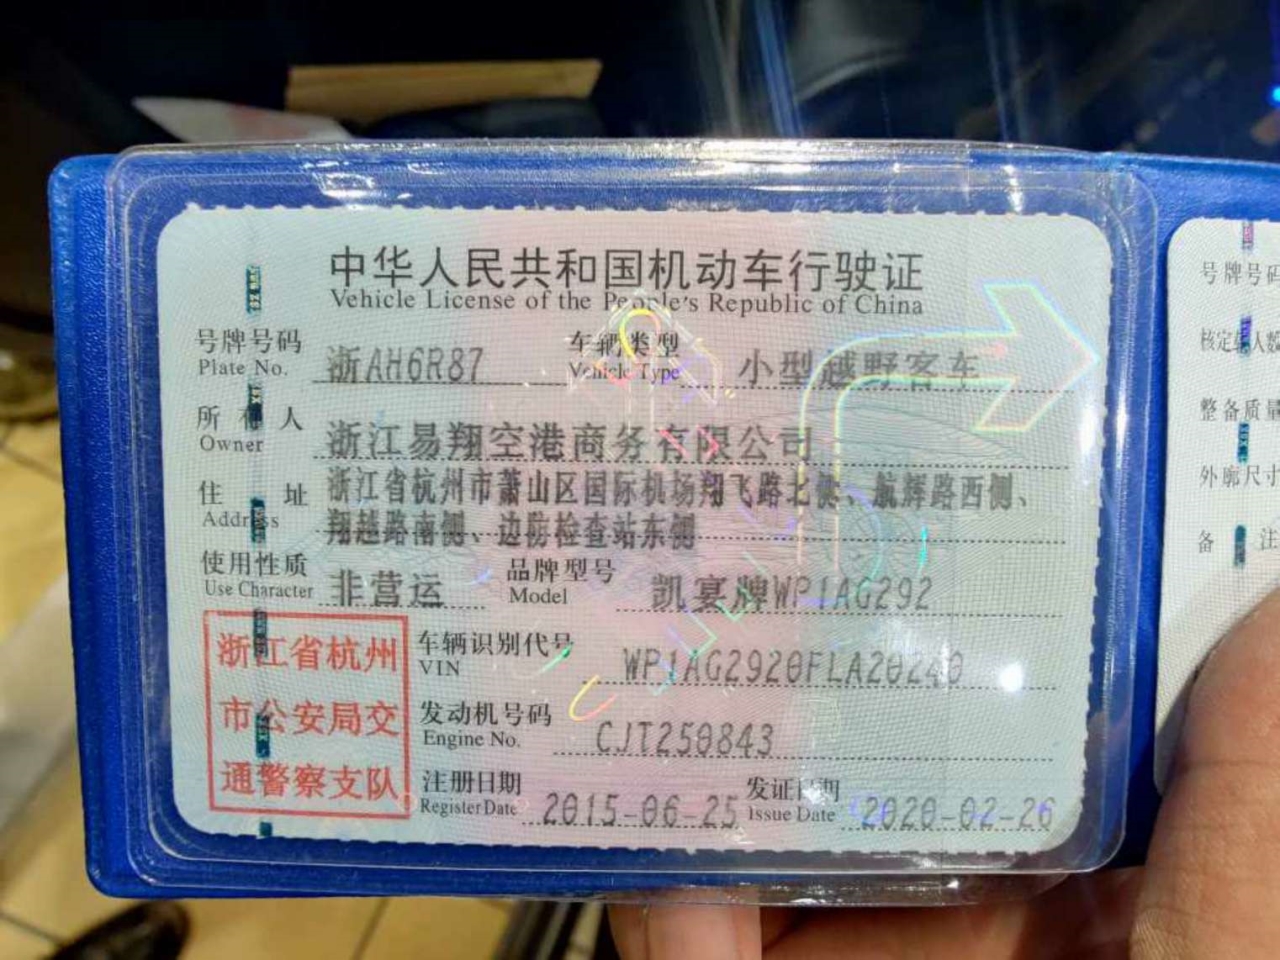 中华人民共和国机动车行驶证
Vehicle License of the People's Republic of China
号牌号码 浙AH6R87 车辆类型 小型越野客车
Plate No. Vehicle Type
所有人 浙江易翔空港商务有限公司
Owner
住址 浙江省杭州市萧山区国际机场翔飞路北侧、航辉路西侧、
Address 翔越路南侧、边防检查站东侧
使用性质 非营运 品牌型号 凯宴牌WP1AG292
Use Character Model
浙江省杭州
市公安局交
通警察支队
车辆识别代号 WP1AG2920FLA20240
VIN
发动机号码 CJT250843
Engine No.
注册日期 2015-06-25 发证日期 2020-02-26
Register Date Issue Date
号牌号码
核定 人数
整备质量
外廓尺寸
备 注